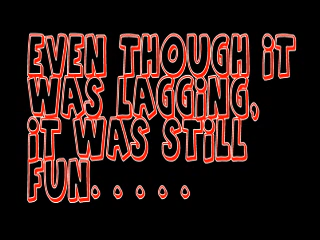 EVEN THOUGH iT
WAS LAGGiNG,
iT WAS STiLL
FUN. . . . .